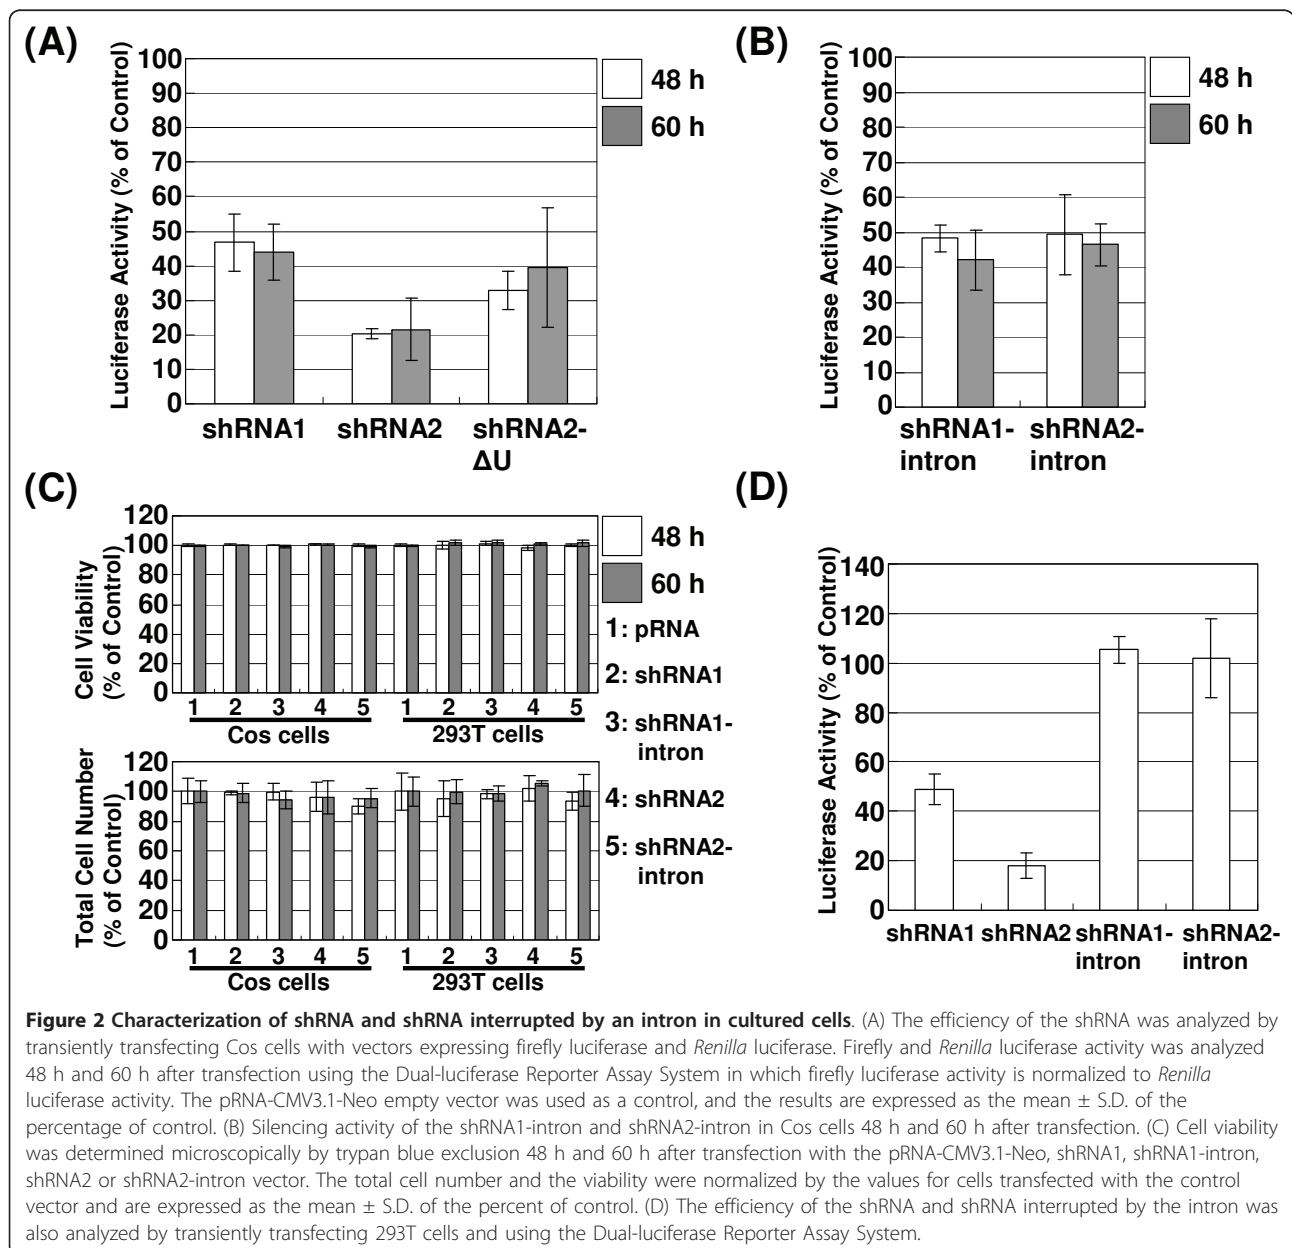 (A)
Luciferase Activity (% of Control)
100
90
80
70
60
50
40
30
20
10
0
shRNA1
shRNA2
shRNA2-
ΔU
48 h
60 h
(B)
Luciferase Activity (% of Control)
100
90
80
70
60
50
40
30
20
10
0
shRNA1-
intron
shRNA2-
intron
48 h
60 h
(C)
Cell Viability
(% of Control)
120
100
80
60
40
20
0
1 2 3 4 5 1 2 3 4 5
Cos cells
293T cells
Total Cell Number
(% of Control)
120
100
80
60
40
20
0
1 2 3 4 5 1 2 3 4 5
Cos cells
293T cells
48 h
60 h
1: pRNA
2: shRNA1
3: shRNA1-
intron
4: shRNA2
5: shRNA2-
intron
(D)
Luciferase Activity (% of Control)
140
120
100
80
60
40
20
0
shRNA1
shRNA2
shRNA1-
intron
shRNA2-
intron
Figure 2 Characterization of shRNA and shRNA interrupted by an intron in cultured cells. (A) The efficiency of the shRNA was analyzed by
transiently transfecting Cos cells with vectors expressing firefly luciferase and Renilla luciferase. Firefly and Renilla luciferase activity was analyzed
48 h and 60 h after transfection using the Dual-luciferase Reporter Assay System in which firefly luciferase activity is normalized to Renilla
luciferase activity. The pRNA-CMV3.1-Neo empty vector was used as a control, and the results are expressed as the mean ± S.D. of the
percentage of control. (B) Silencing activity of the shRNA1-intron and shRNA2-intron in Cos cells 48 h and 60 h after transfection. (C) Cell viability
was determined microscopically by trypan blue exclusion 48 h and 60 h after transfection with the pRNA-CMV3.1-Neo, shRNA1, shRNA1-intron,
shRNA2 or shRNA2-intron vector. The total cell number and the viability were normalized by the values for cells transfected with the control
vector and are expressed as the mean ± S.D. of the percent of control. (D) The efficiency of the shRNA and shRNA interrupted by the intron was
also analyzed by transiently transfecting 293T cells and using the Dual-luciferase Reporter Assay System.